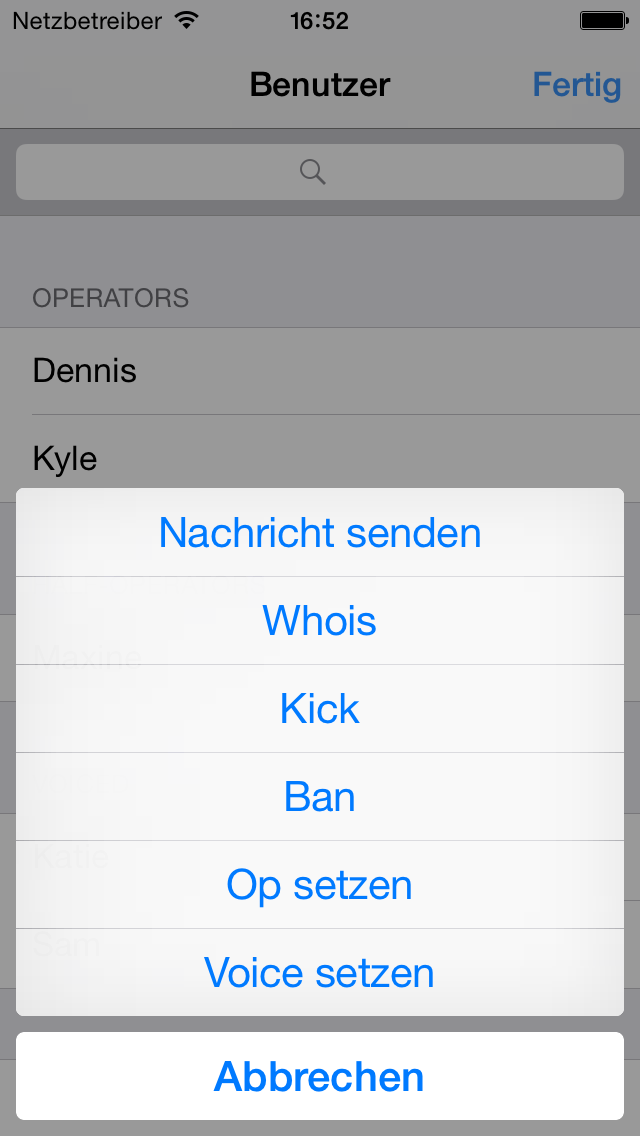 Netzbetreiber 16:52
Benutzer Fertig
OPERATORS
Dennis
Kyle
Nachricht senden
Whois
Maxine
Kick
Ban
Katie
Op setzen
Sam
Voice setzen
Abbrechen